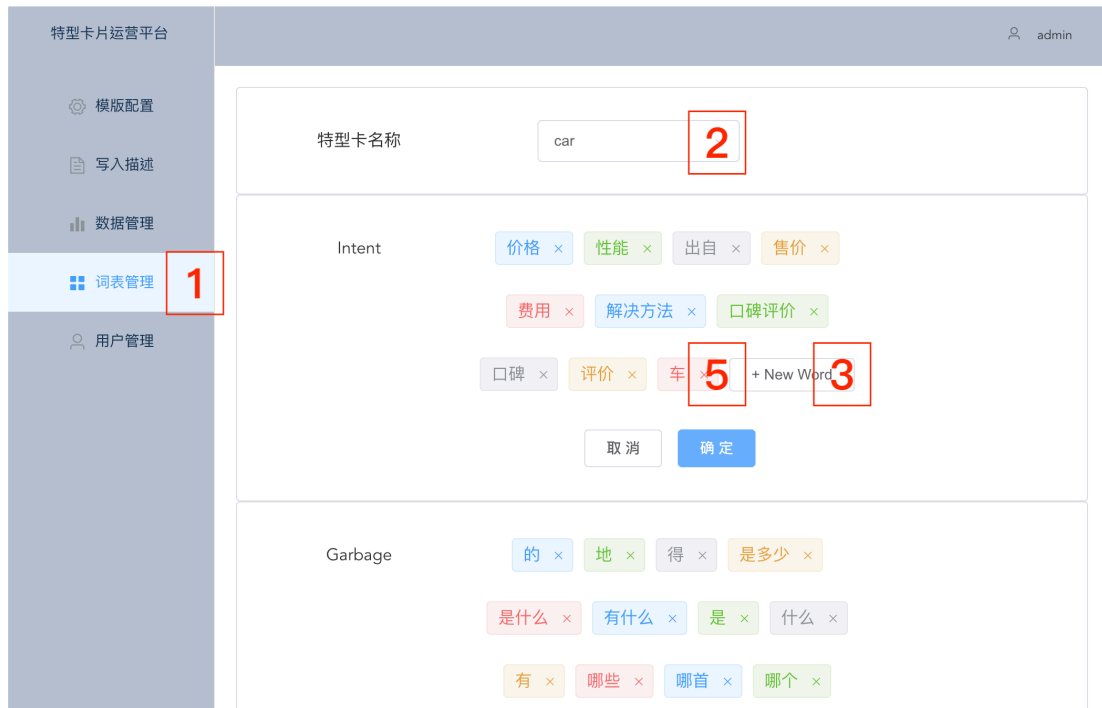 特型卡片运营平台
admin
模版配置
写入描述
数据管理
词表管理
1
用户管理
特型卡名称
car
2
Intent
价格 × 性能 × 出自 × 售价 ×
费用 × 解决方法 × 口碑评价 ×
口碑 × 评价 × 车 × 5 + New Word 3
取 消 确 定
Garbage
的 × 地 × 得 × 是多少 ×
是什么 × 有什么 × 是 × 什么 ×
有 × 哪些 × 哪首 × 哪个 ×